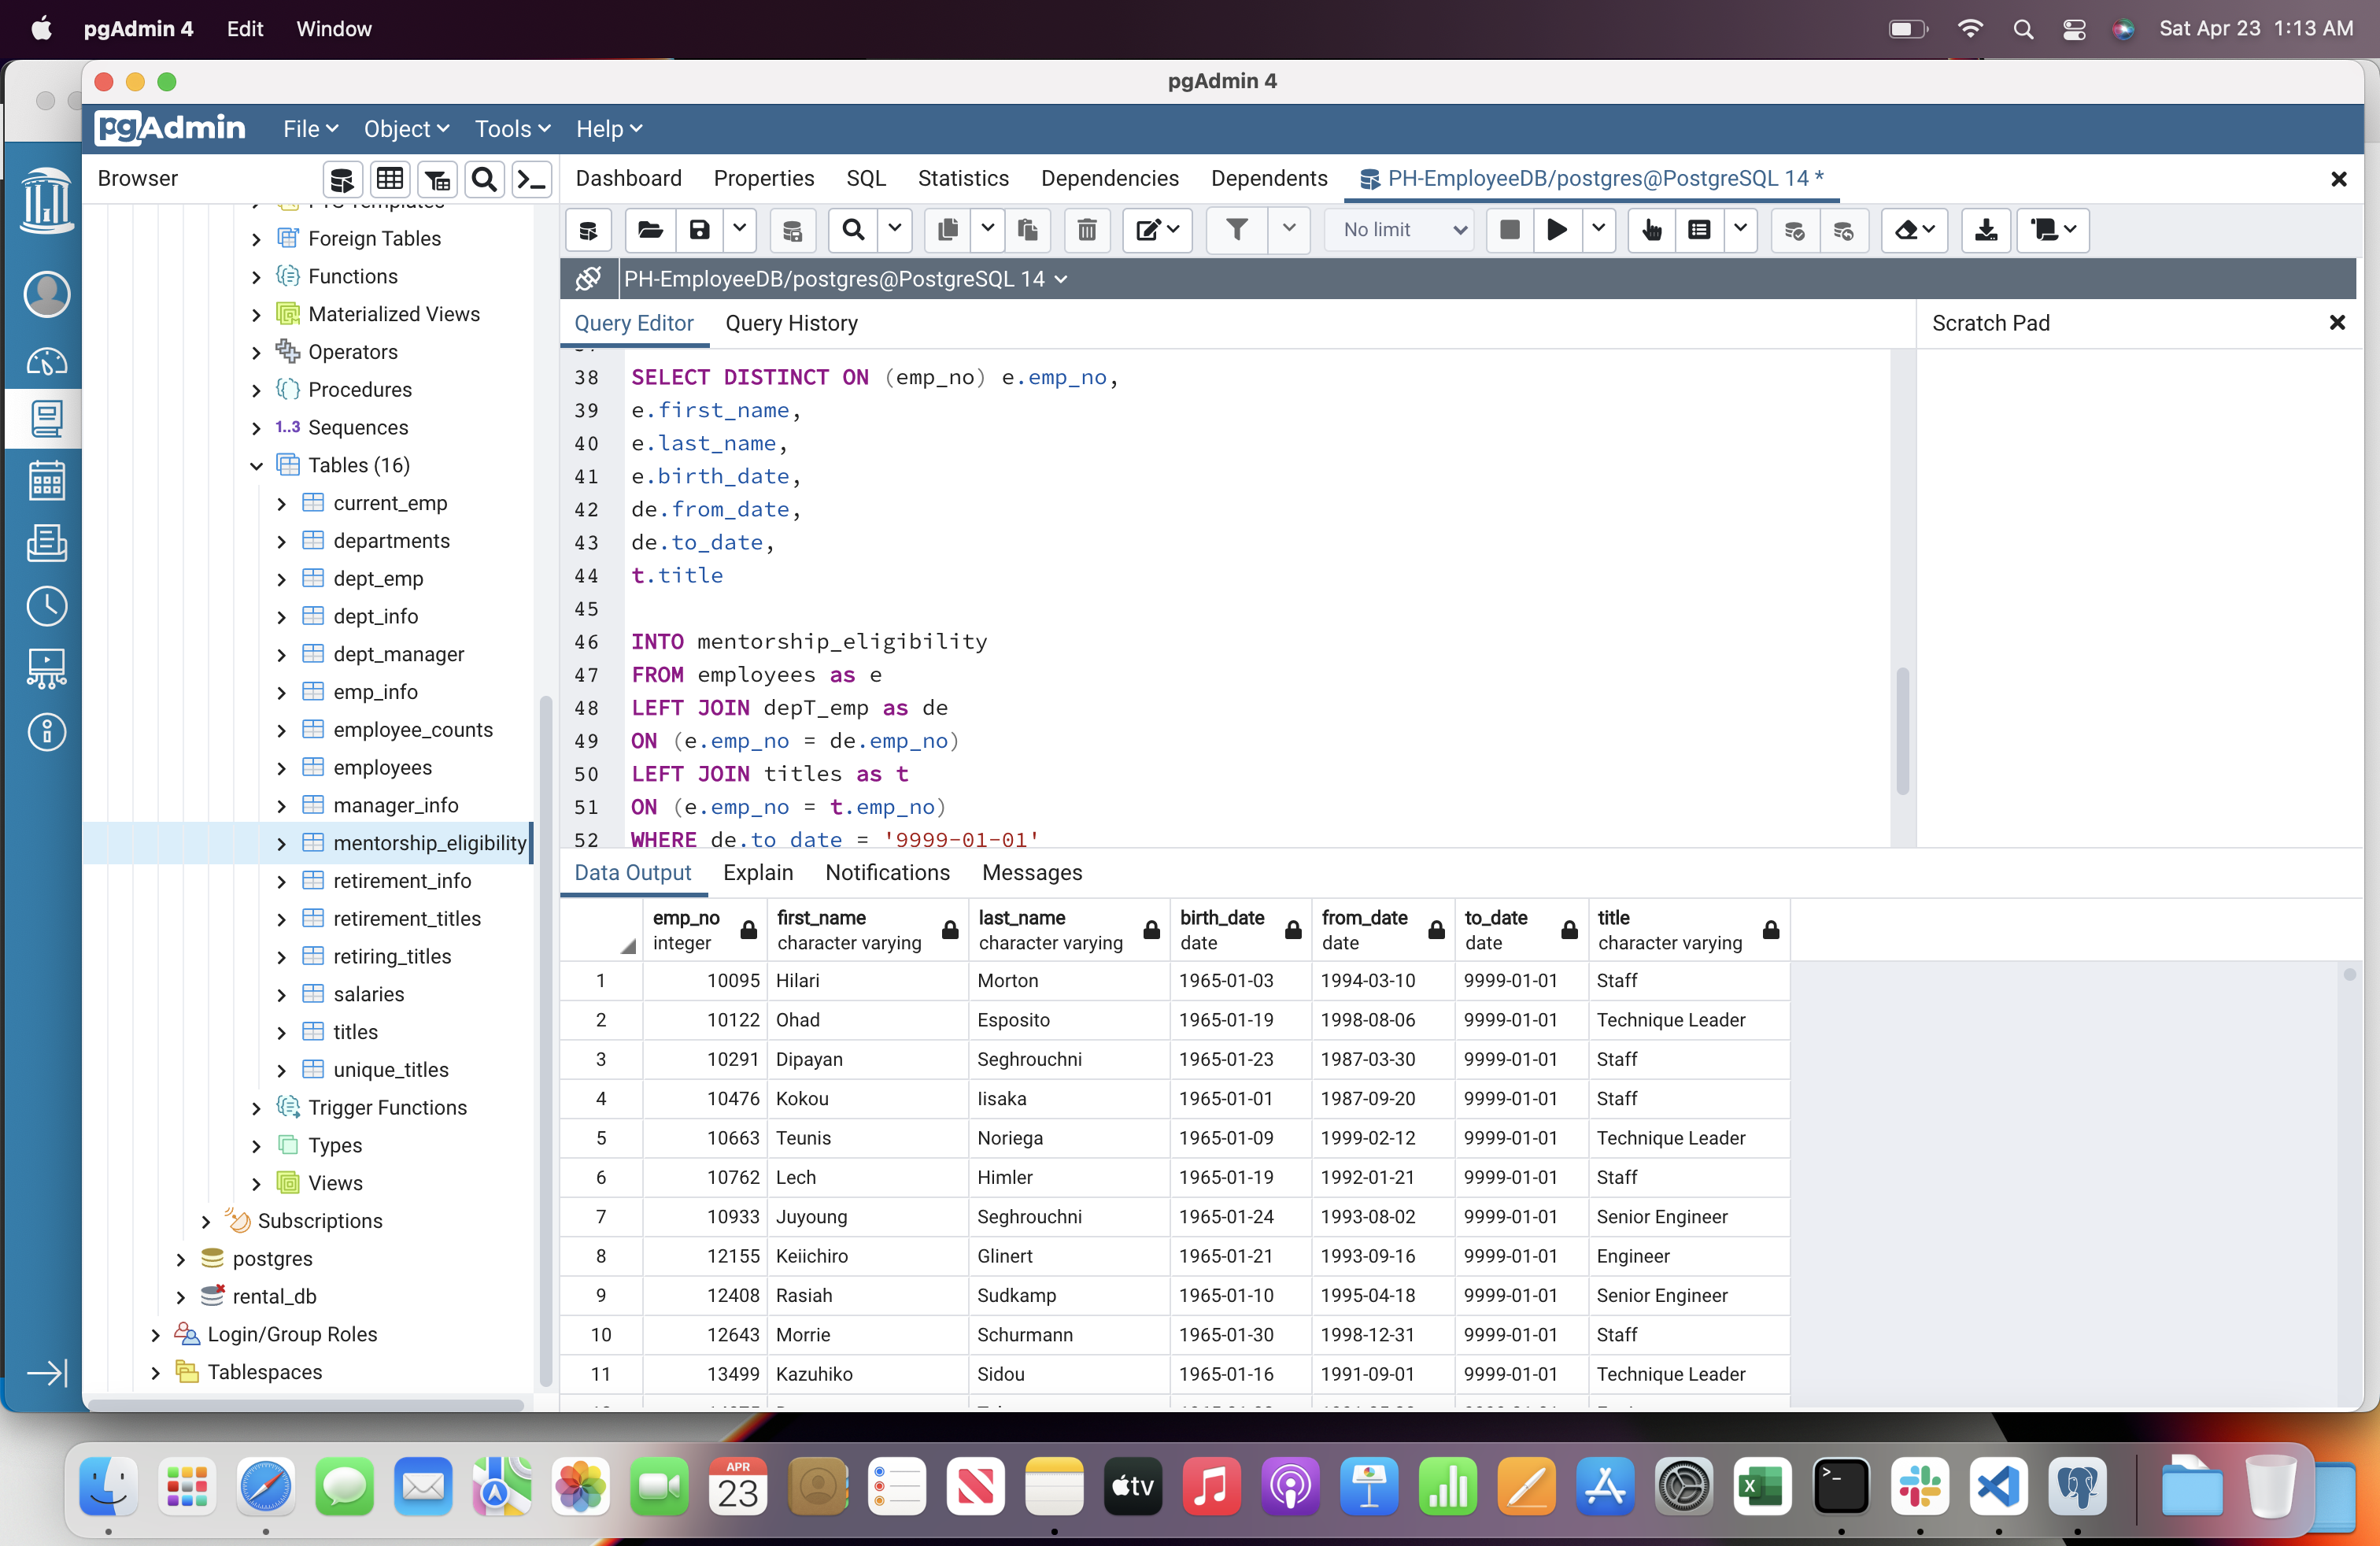 pgAdmin 4 Edit Window Sat Apr 23 1:13 AM
pgAdmin 4
pgAdmin File Object Tools Help
Browser Dashboard Properties SQL Statistics Dependencies Dependents PH-EmployeeDB/postgres@PostgreSQL 14 *
No limit
PH-EmployeeDB/postgres@PostgreSQL 14
Query Editor Query History Scratch Pad
Foreign Tables
Functions
Materialized Views
Operators
Procedures
1..3 Sequences
Tables (16)
current_emp
departments
dept_emp
dept_info
dept_manager
emp_info
employee_counts
employees
manager_info
mentorship_eligibility
retirement_info
retirement_titles
retiring_titles
salaries
titles
unique_titles
Trigger Functions
Types
Views
Subscriptions
postgres
rental_db
Login/Group Roles
Tablespaces
38 SELECT DISTINCT ON (emp_no) e.emp_no,
39 e.first_name,
40 e.last_name,
41 e.birth_date,
42 de.from_date,
43 de.to_date,
44 t.title
45
46 INTO mentorship_eligibility
47 FROM employees as e
48 LEFT JOIN depT_emp as de
49 ON (e.emp_no = de.emp_no)
50 LEFT JOIN titles as t
51 ON (e.emp_no = t.emp_no)
52 WHERE de.to_date = '9999-01-01'
Data Output Explain Notifications Messages
emp_no first_name last_name birth_date from_date to_date title
integer character varying character varying date date date character varying
1 10095 Hilari Morton 1965-01-03 1994-03-10 9999-01-01 Staff
2 10122 Ohad Esposito 1965-01-19 1998-08-06 9999-01-01 Technique Leader
3 10291 Dipayan Seghrouchni 1965-01-23 1987-03-30 9999-01-01 Staff
4 10476 Kokou Iisaka 1965-01-01 1987-09-20 9999-01-01 Staff
5 10663 Teunis Noriega 1965-01-09 1999-02-12 9999-01-01 Technique Leader
6 10762 Lech Himler 1965-01-19 1992-01-21 9999-01-01 Staff
7 10933 Juyoung Seghrouchni 1965-01-24 1993-08-02 9999-01-01 Senior Engineer
8 12155 Keiichiro Glinert 1965-01-21 1993-09-16 9999-01-01 Engineer
9 12408 Rasiah Sudkamp 1965-01-10 1995-04-18 9999-01-01 Senior Engineer
10 12643 Morrie Schurmann 1965-01-30 1998-12-31 9999-01-01 Staff
11 13499 Kazuhiko Sidou 1965-01-16 1991-09-01 9999-01-01 Technique Leader
APR
23
tv